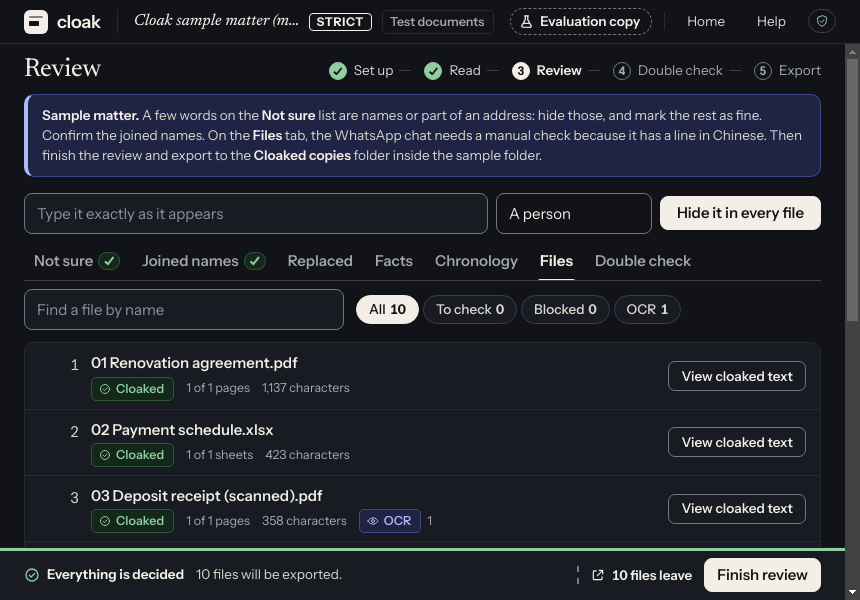 cloak
Cloak sample matter (m...
STRICT
Test documents
Evaluation copy
Home
Help
Review
Set up
Read
3 Review
4 Double check
5 Export
Sample matter. A few words on the Not sure list are names or part of an address: hide those, and mark the rest as fine.
Confirm the joined names. On the Files tab, the WhatsApp chat needs a manual check because it has a line in Chinese. Then
finish the review and export to the Cloaked copies folder inside the sample folder.
Type it exactly as it appears
A person
Hide it in every file
Not sure
Joined names
Replaced
Facts
Chronology
Files
Double check
Find a file by name
All 10
To check 0
Blocked 0
OCR 1
1 01 Renovation agreement.pdf
Cloaked 1 of 1 pages 1,137 characters
View cloaked text
2 02 Payment schedule.xlsx
Cloaked 1 of 1 sheets 423 characters
View cloaked text
3 03 Deposit receipt (scanned).pdf
Cloaked 1 of 1 pages 358 characters OCR 1
View cloaked text
Everything is decided 10 files will be exported.
10 files leave
Finish review